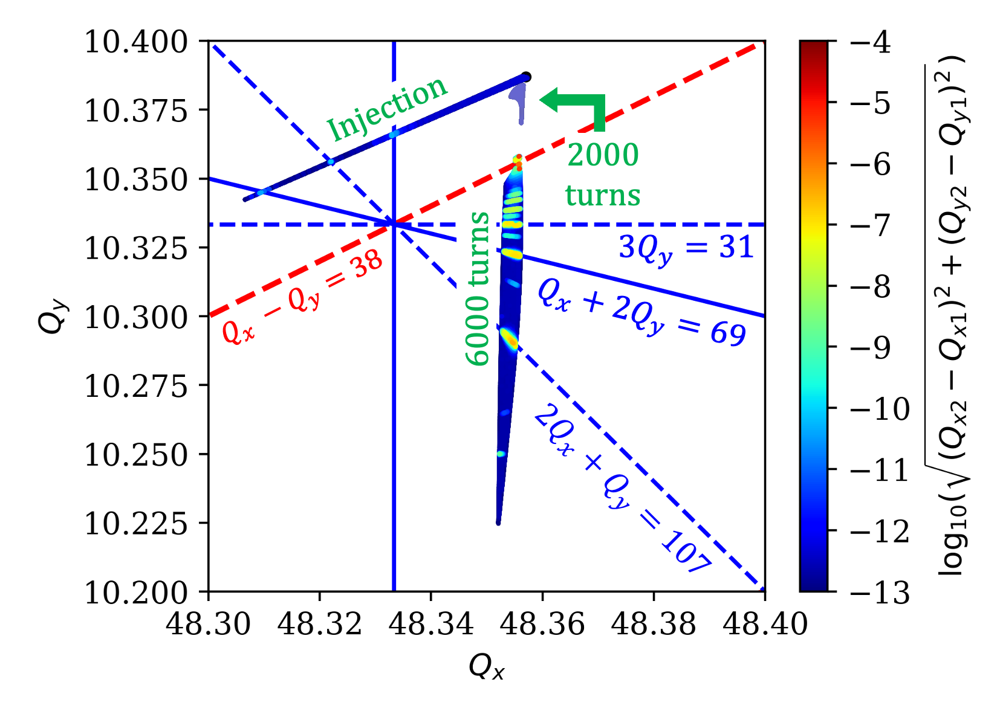 10.400
10.375
10.350
10.325
10.300
10.275
10.250
10.225
10.200
Q_y
48.30 48.32 48.34 48.36 48.38 48.40
Q_x
Injection
2000
turns
6000 turns
3Q_y = 31
Q_x − Q_y = 38
Q_x + 2Q_y = 69
2Q_x + Q_y = 107
−4
−5
−6
−7
−8
−9
−10
−11
−12
−13
log₁₀(√(Q_x2 − Q_x1)² + (Q_y2 − Q_y1)²)